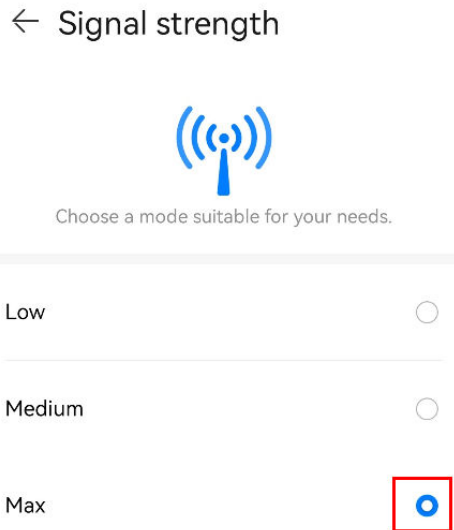 Signal strength
Choose a mode suitable for your needs.
Low
Medium
Max